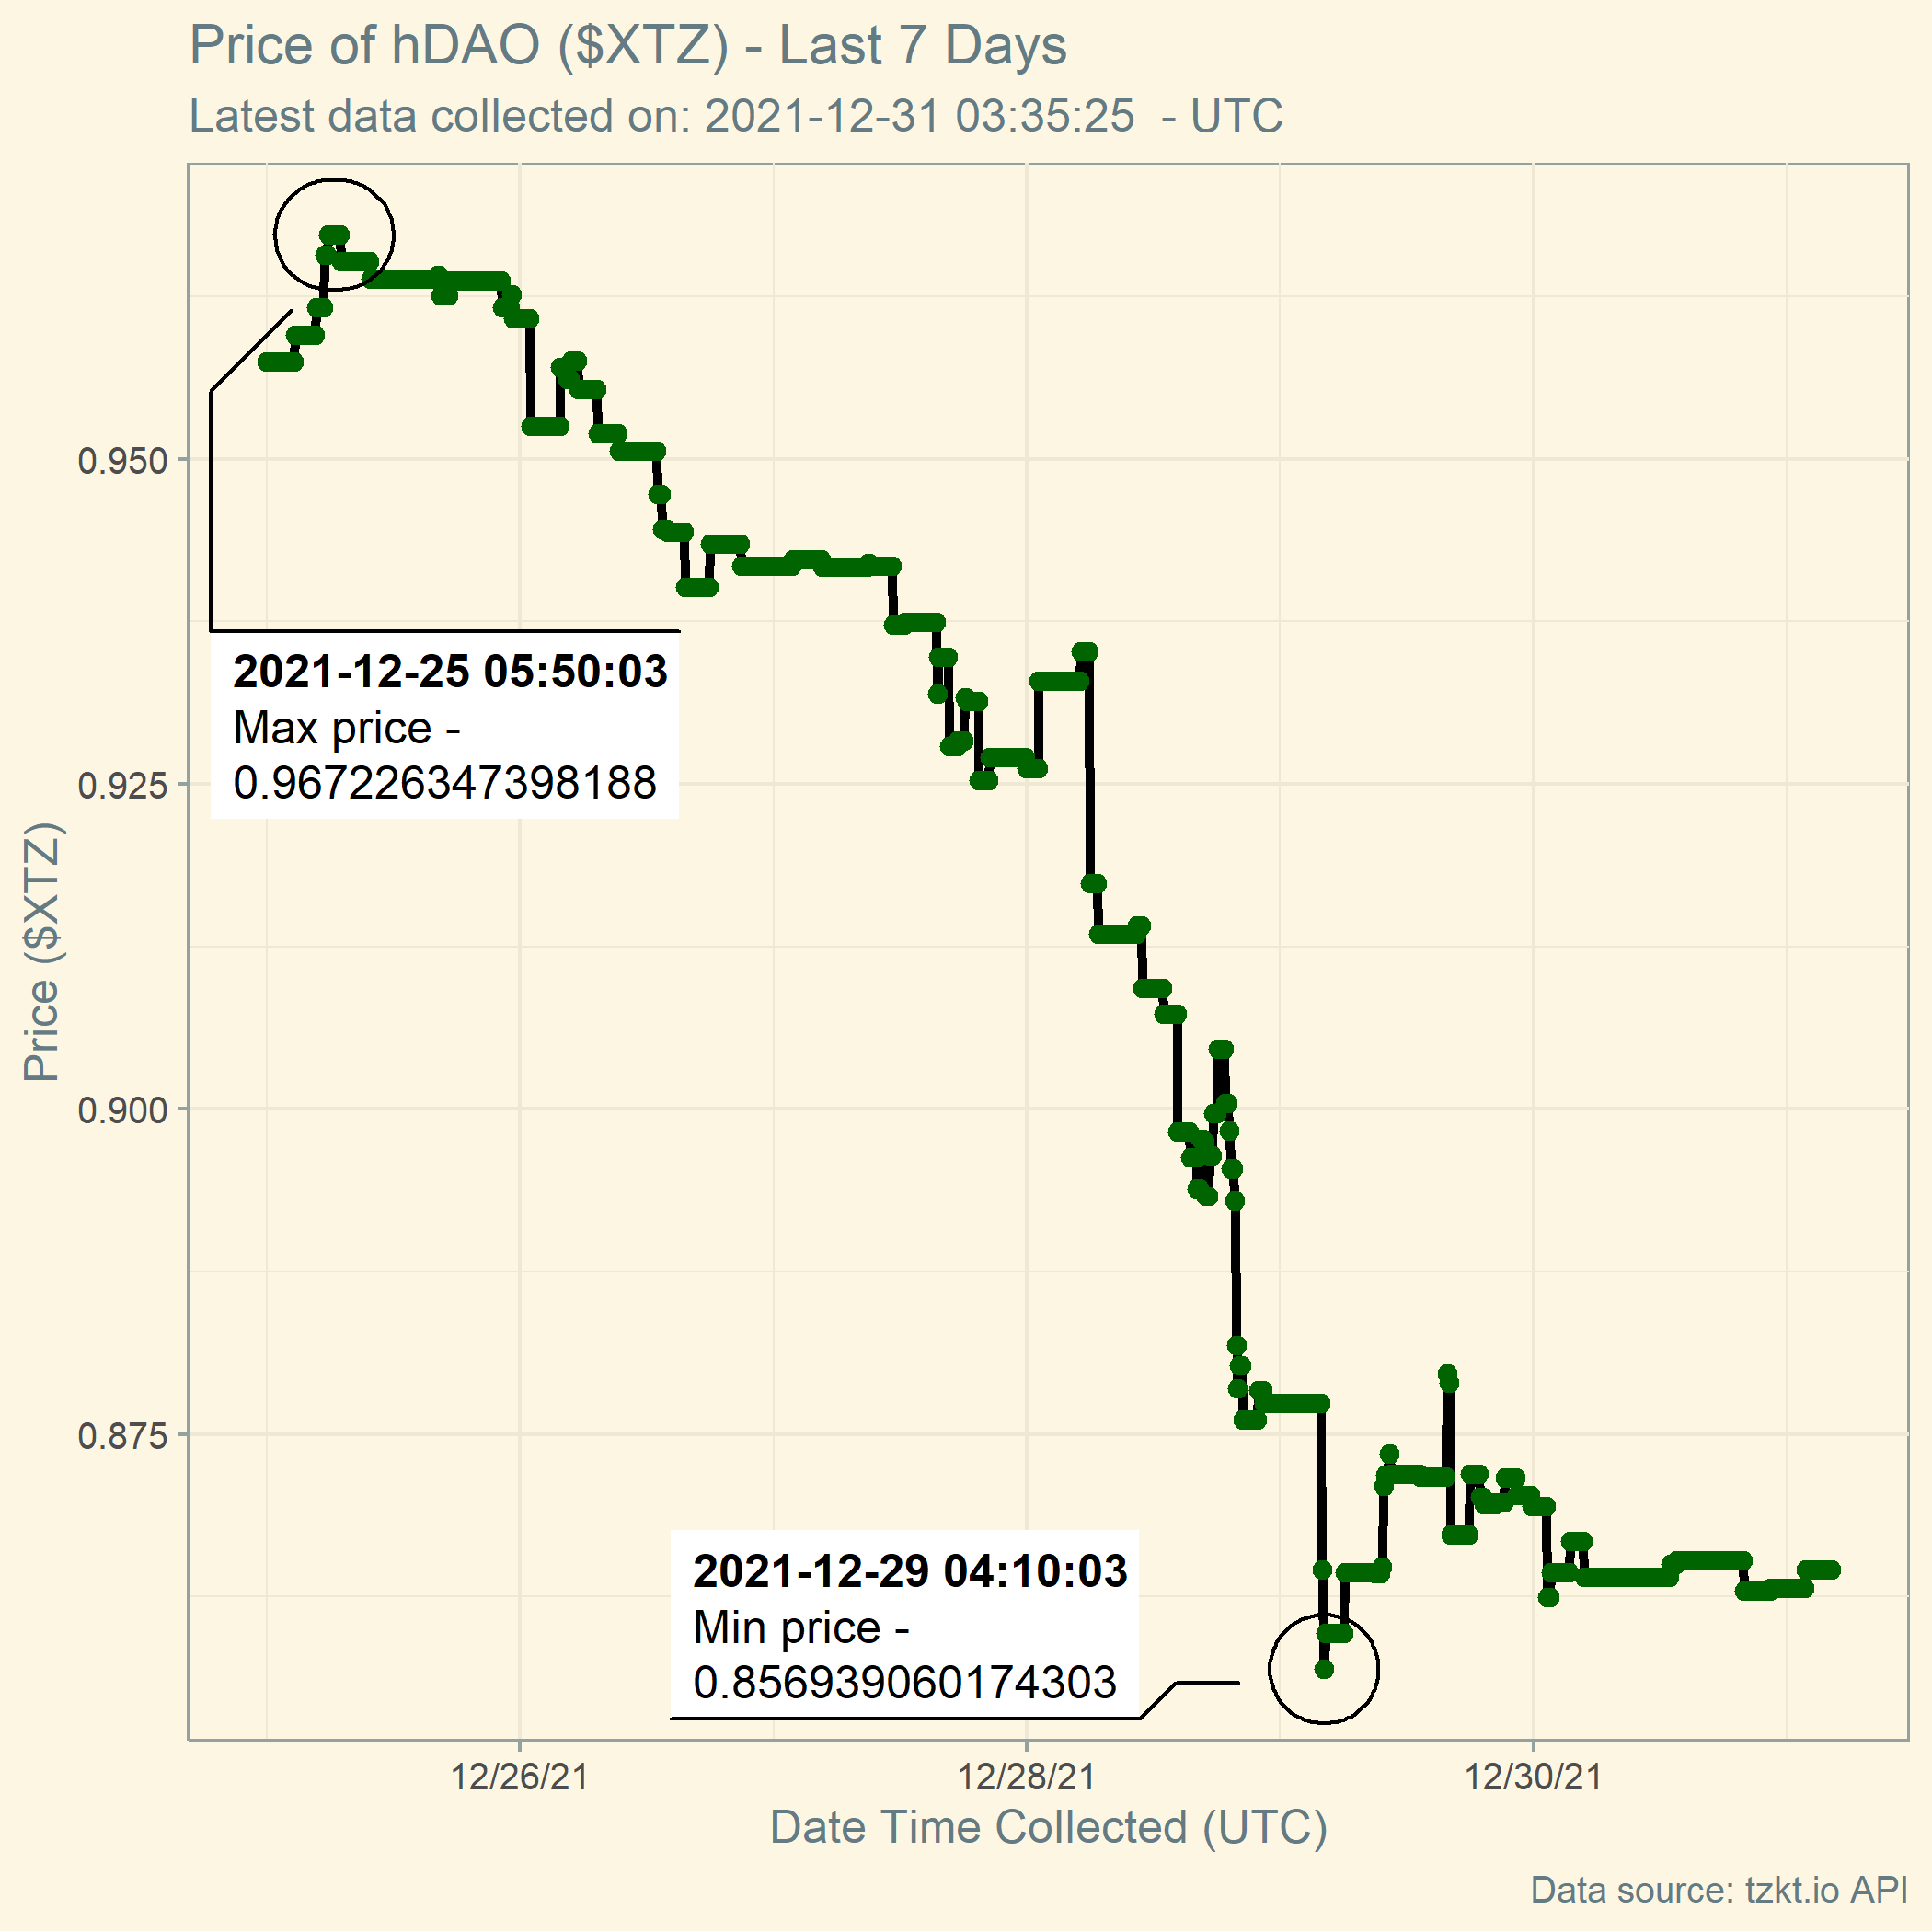 Price of hDAO ($XTZ) - Last 7 Days
Latest data collected on: 2021-12-31 03:35:25  - UTC
0.950
0.925
0.900
0.875
Price ($XTZ)
2021-12-25 05:50:03
Max price -
0.967226347398188
2021-12-29 04:10:03
Min price -
0.856939060174303
12/26/21
12/28/21
12/30/21
Date Time Collected (UTC)
Data source: tzkt.io API